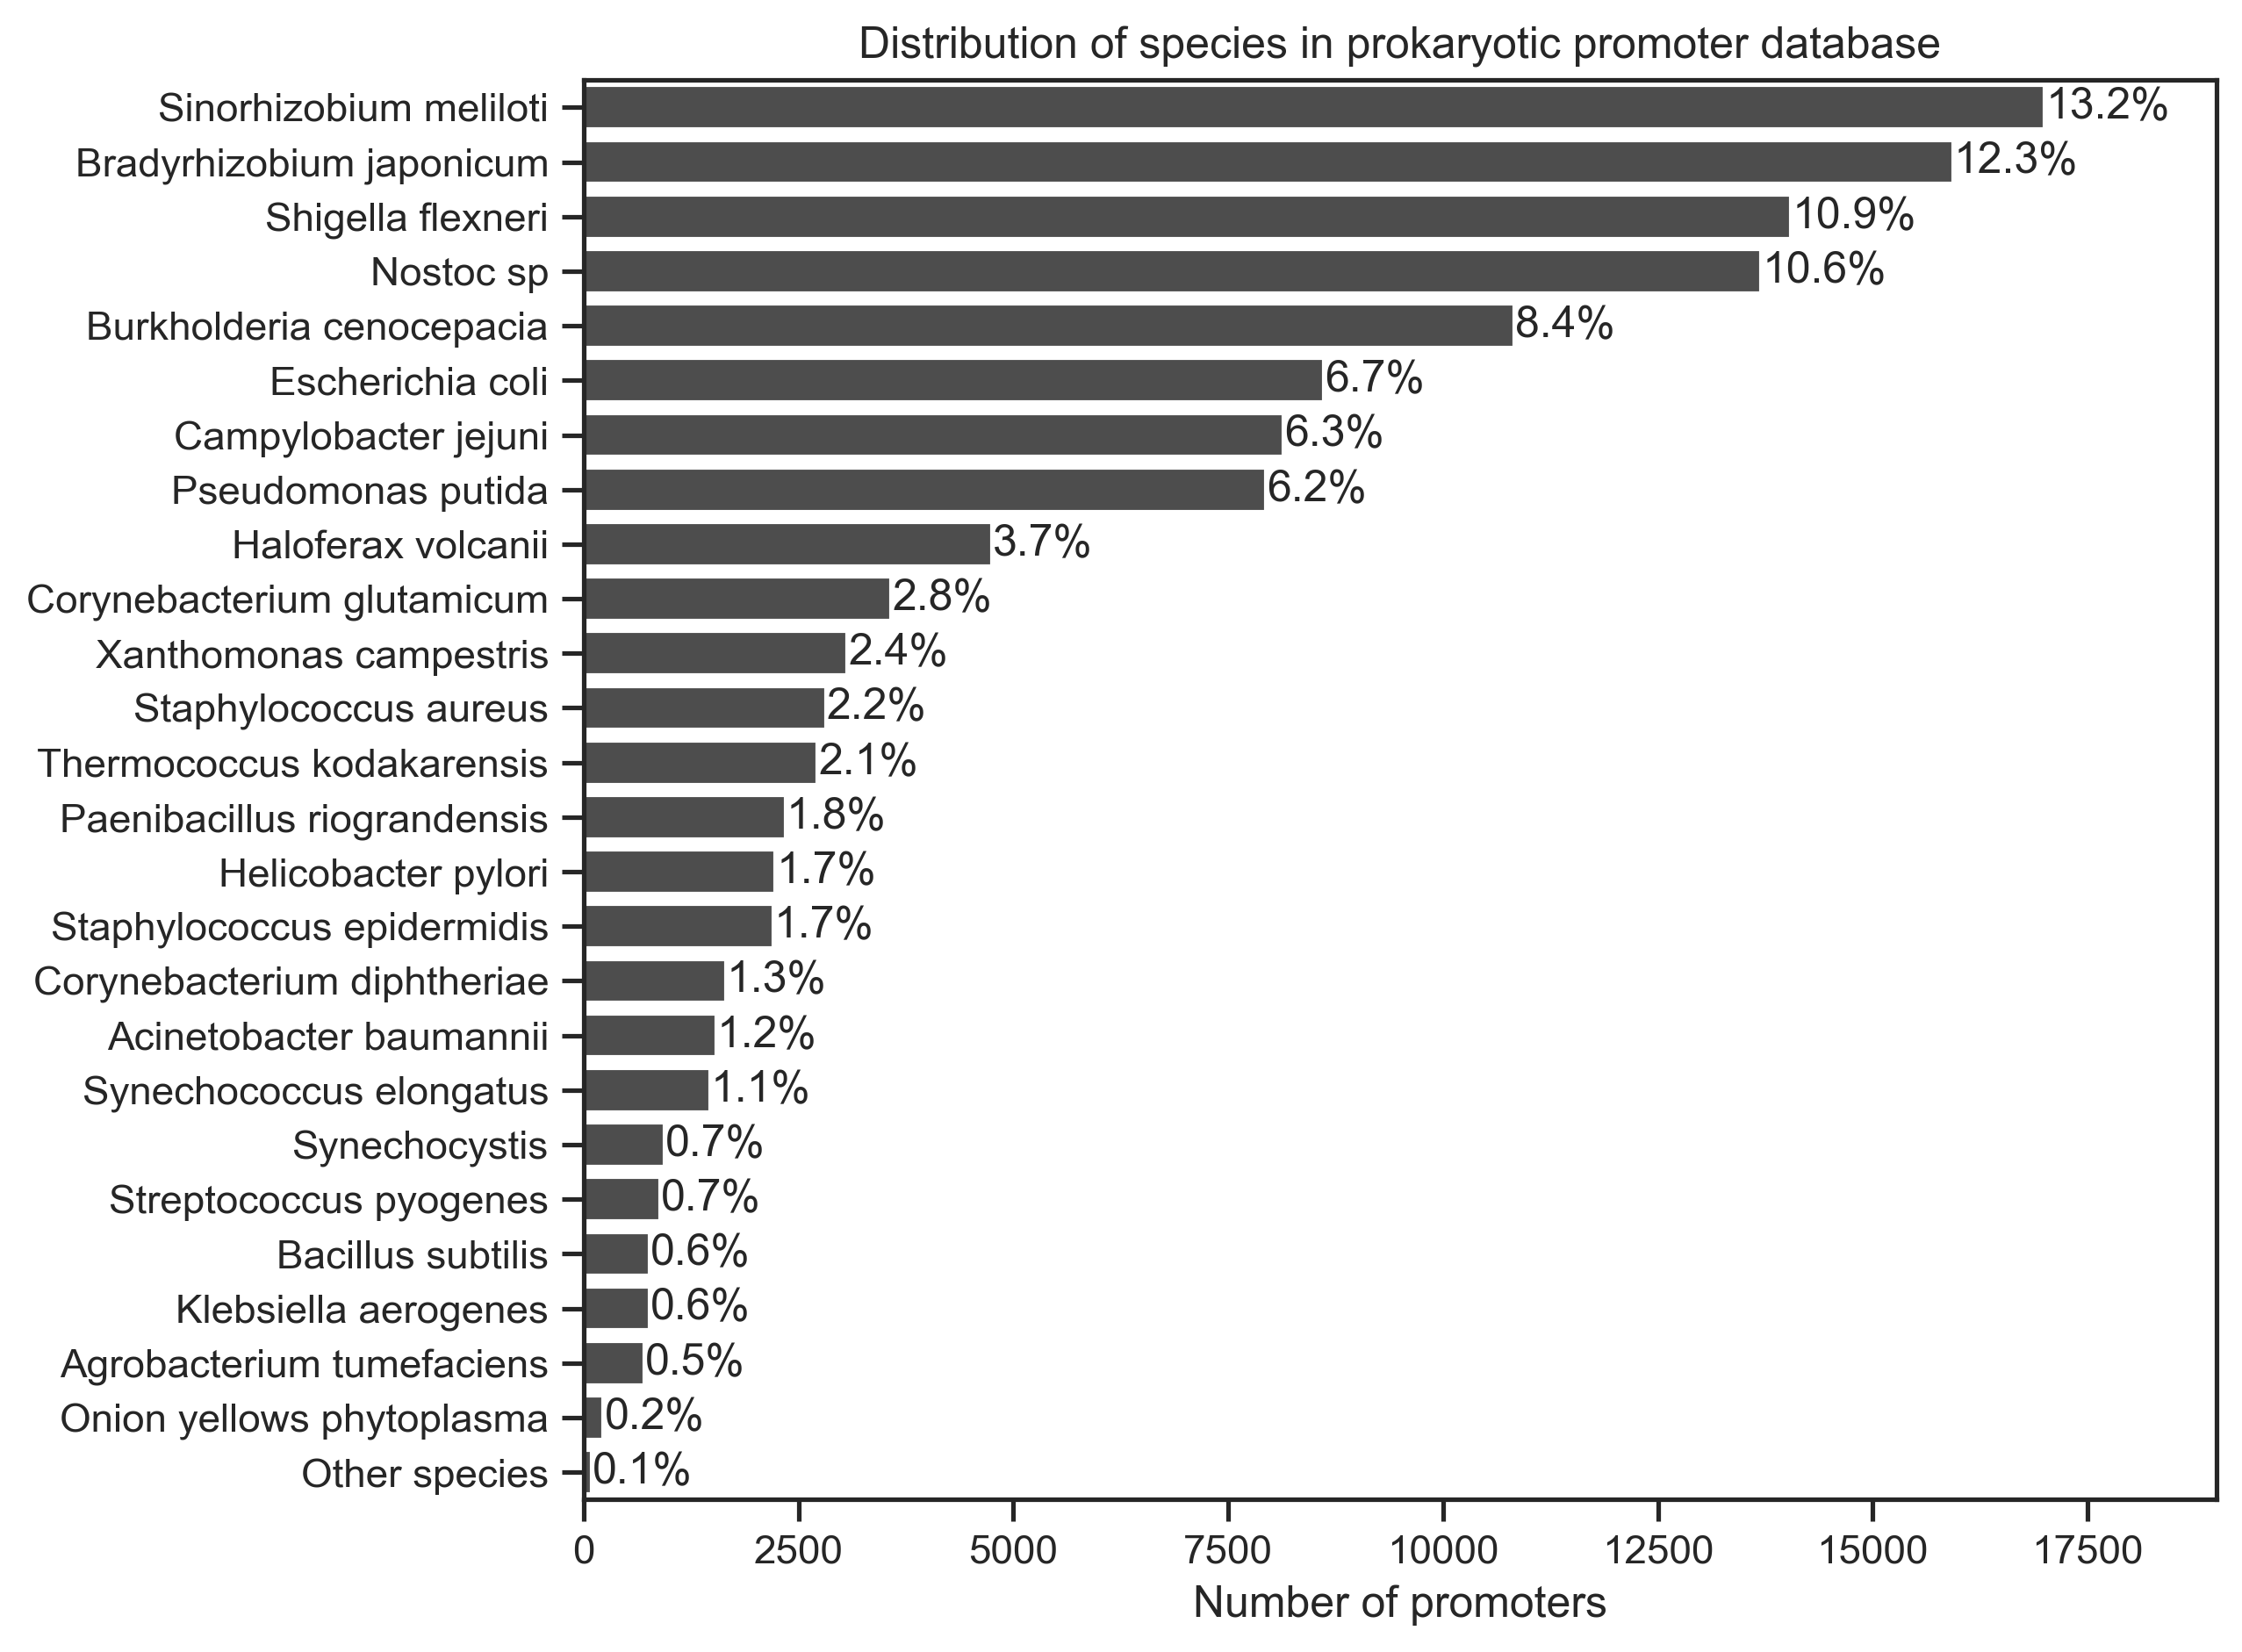 Distribution of species in prokaryotic promoter database
Sinorhizobium meliloti 13.2%
Bradyrhizobium japonicum 12.3%
Shigella flexneri 10.9%
Nostoc sp 10.6%
Burkholderia cenocepacia 8.4%
Escherichia coli 6.7%
Campylobacter jejuni 6.3%
Pseudomonas putida 6.2%
Haloferax volcanii 3.7%
Corynebacterium glutamicum 2.8%
Xanthomonas campestris 2.4%
Staphylococcus aureus 2.2%
Thermococcus kodakarensis 2.1%
Paenibacillus riograndensis 1.8%
Helicobacter pylori 1.7%
Staphylococcus epidermidis 1.7%
Corynebacterium diphtheriae 1.3%
Acinetobacter baumannii 1.2%
Synechococcus elongatus 1.1%
Synechocystis 0.7%
Streptococcus pyogenes 0.7%
Bacillus subtilis 0.6%
Klebsiella aerogenes 0.6%
Agrobacterium tumefaciens 0.5%
Onion yellows phytoplasma 0.2%
Other species 0.1%
0 2500 5000 7500 10000 12500 15000 17500
Number of promoters